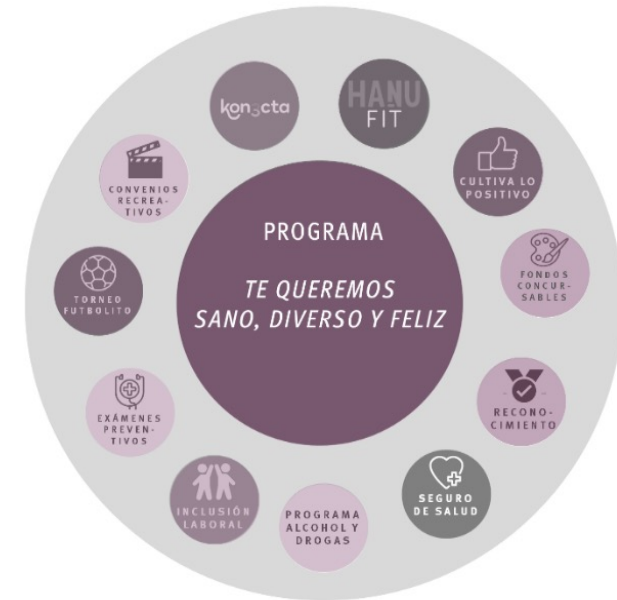 PROGRAMA
TE QUEREMOS
SANO, DIVERSO Y FELIZ
kon3cta
HANU
FIT
CULTIVA LO
POSITIVO
FONDOS
CONCUR-
SABLES
RECONO-
CIMIENTO
SEGURO
DE SALUD
PROGRAMA
ALCOHOL Y
DROGAS
INCLUSIÓN
LABORAL
EXÁMENES
PREVEN-
TIVOS
TORNEO
FUTBOLITO
CONVENIOS
RECREA-
TIVOS